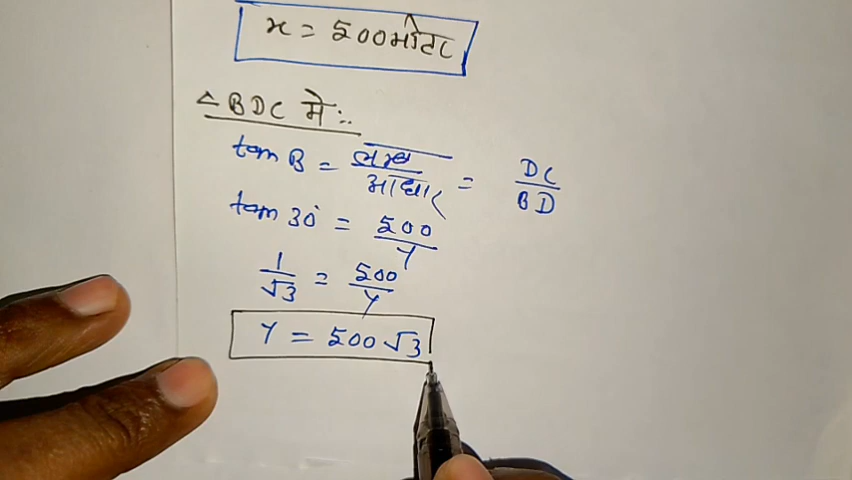 x = 500 मीटर
△BDC में :-
tan B = लम्ब / आधार = DC / BD
tan 30° = 500 / Y
1 / √3 = 500 / Y
Y = 500 √3